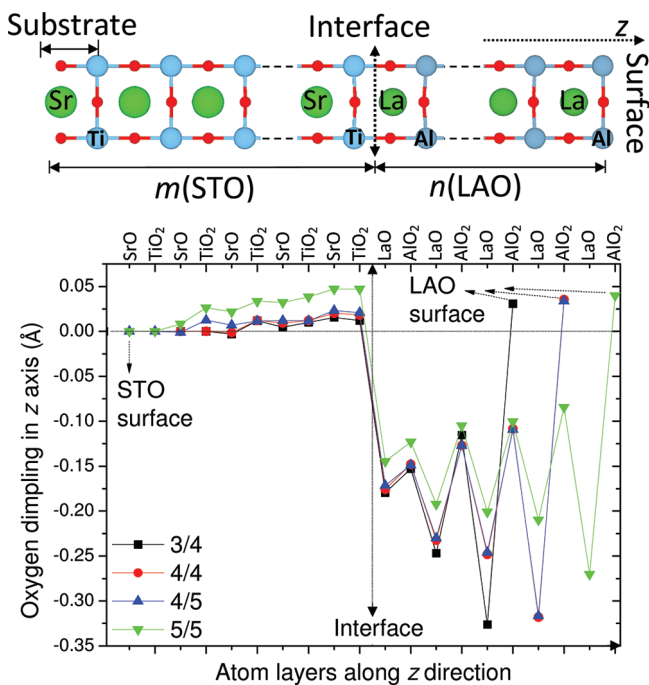 Substrate
Interface
z
Surface
Sr
Sr
La
La
Ti
Ti
Al
Al
m(STO)
n(LAO)
SrO
TiO₂
SrO
TiO₂
SrO
TiO₂
SrO
TiO₂
SrO
TiO₂
LaO
AlO₂
LaO
AlO₂
LaO
AlO₂
LaO
AlO₂
LaO
AlO₂
0.05
0.00
-0.05
-0.10
-0.15
-0.20
-0.25
-0.30
-0.35
Oxygen dimpling in z axis (Å)
LAO
surface
STO
surface
3/4
4/4
4/5
5/5
Interface
Atom layers along z direction